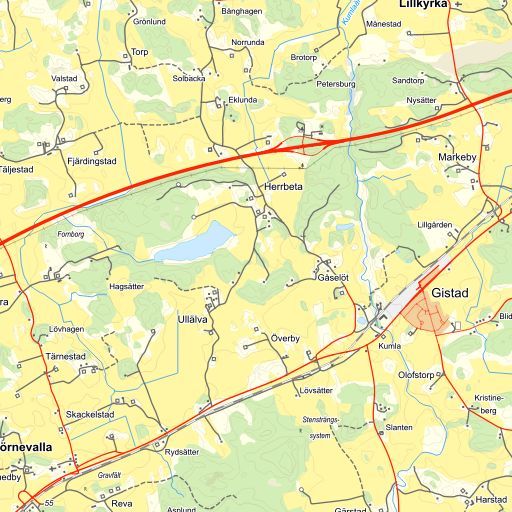 Lillkyrka
Bånghagen
Grönlund
Månestad
Kumlaån
Norrunda
Torp
Brotorp
Solbacka
Valstad
Petersburg
Sandtorp
Eklunda
Nysätter
Markeby
Fjärdingstad
Täljestad
Herrbeta
Lillgården
Fornborg
Gåselöt
Hagsätter
Gistad
Ullälva
Lövhagen
Överby
Kumla
Tärnestad
Olofstorp
Lövsätter
Kristine-
berg
Skackelstad
Stensträngs-
system
Slanten
Rydsätter
Gravfält
55
Reva
Asplund
Gärstad
Harstad